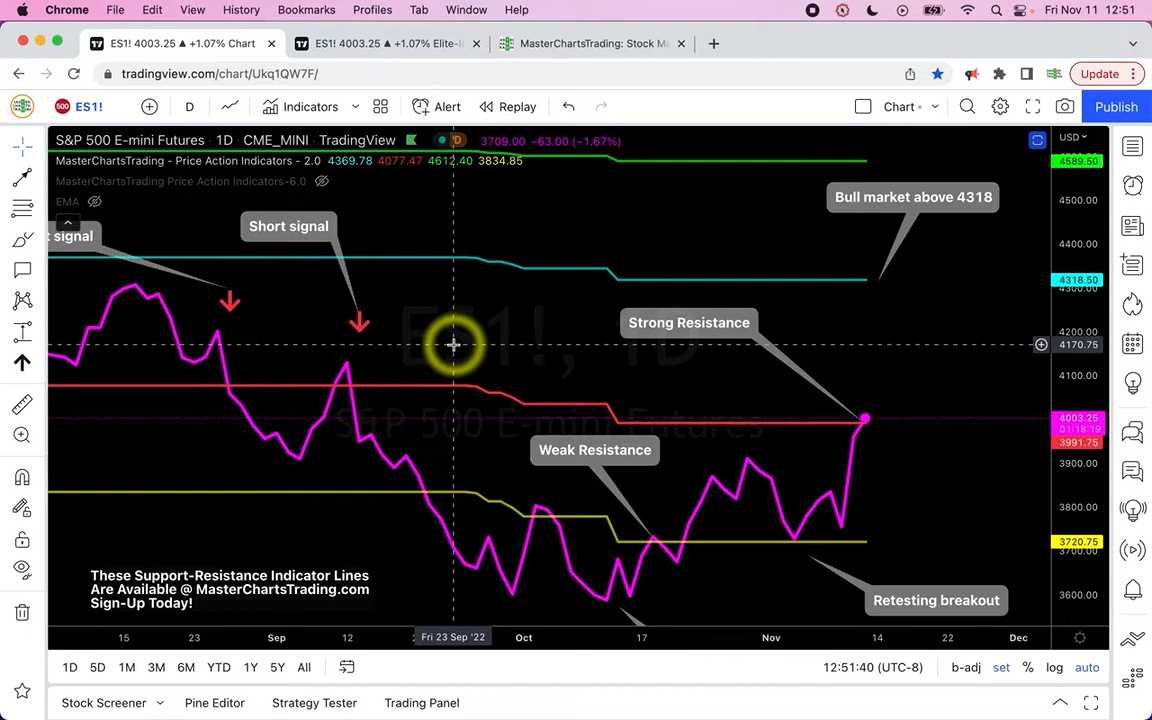 Chrome File Edit View History Bookmarks Profiles Tab Window Help Fri Nov 11 12:51
ES1! 4003.25 ▲ +1.07% Chart
ES1! 4003.25 ▲ +1.07% Elite-
MasterChartsTrading: Stock
tradingview.com/chart/Ukq1QW7F/
Update
500 ES1! D Indicators Alert Replay Chart Publish
S&P 500 E-mini Futures · 1D · CME_MINI · TradingView D 3709.00 −63.00 (−1.67%)
MasterChartsTrading - Price Action Indicators - 2.0 4369.78 4077.47 4612.40 3834.85
MasterChartsTrading Price Action Indicators-6.0
EMA
USD
4589.50
4500.00
4400.00
4318.50
4300.00
4200.00
4170.75
4100.00
4003.25
01:18:19
3991.75
3900.00
3800.00
3720.75
3700.00
3600.00
signal
Short signal
Bull market above 4318
Strong Resistance
Weak Resistance
Retesting breakout
ES1!, 1D
S&P 500 E-mini Futures
These Support-Resistance Indicator Lines
Are Available @ MasterChartsTrading.com
Sign-Up Today!
15 23 Sep 12 Fri 23 Sep '22 Oct 17 Nov 14 22 Dec
1D 5D 1M 3M 6M YTD 1Y 5Y All 12:51:40 (UTC-8) b-adj set % log auto
Stock Screener Pine Editor Strategy Tester Trading Panel